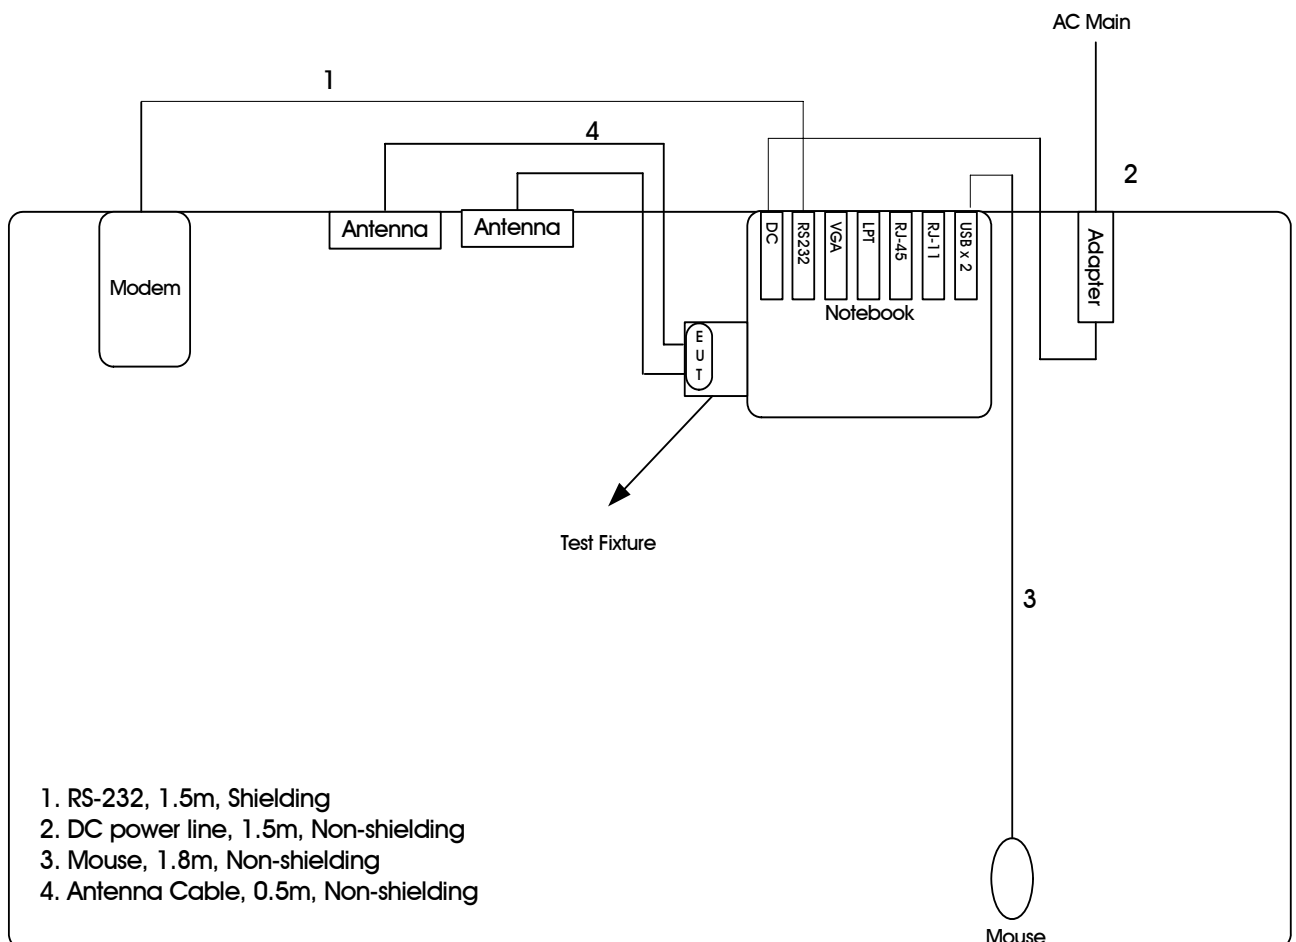 AC Main
1
4
2
Antenna
Antenna
DC
RS232
VGA
LPT
RJ-45
RJ-11
USB x 2
Adapter
Modem
Notebook
E
U
T
Test Fixture
3
1. RS-232, 1.5m, Shielding
2. DC power line, 1.5m, Non-shielding
3. Mouse, 1.8m, Non-shielding
4. Antenna Cable, 0.5m, Non-shielding
Mouse